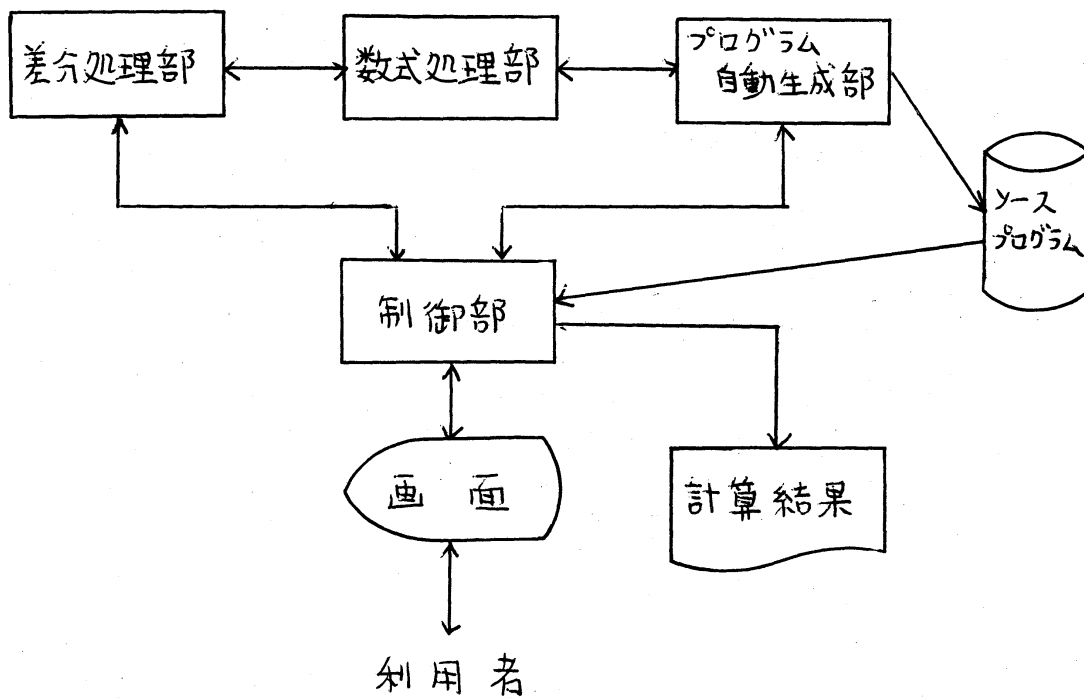 差分処理部
数式処理部
プログラム
自動生成部
ソース
プログラム
制御部
画面
計算結果
利用者